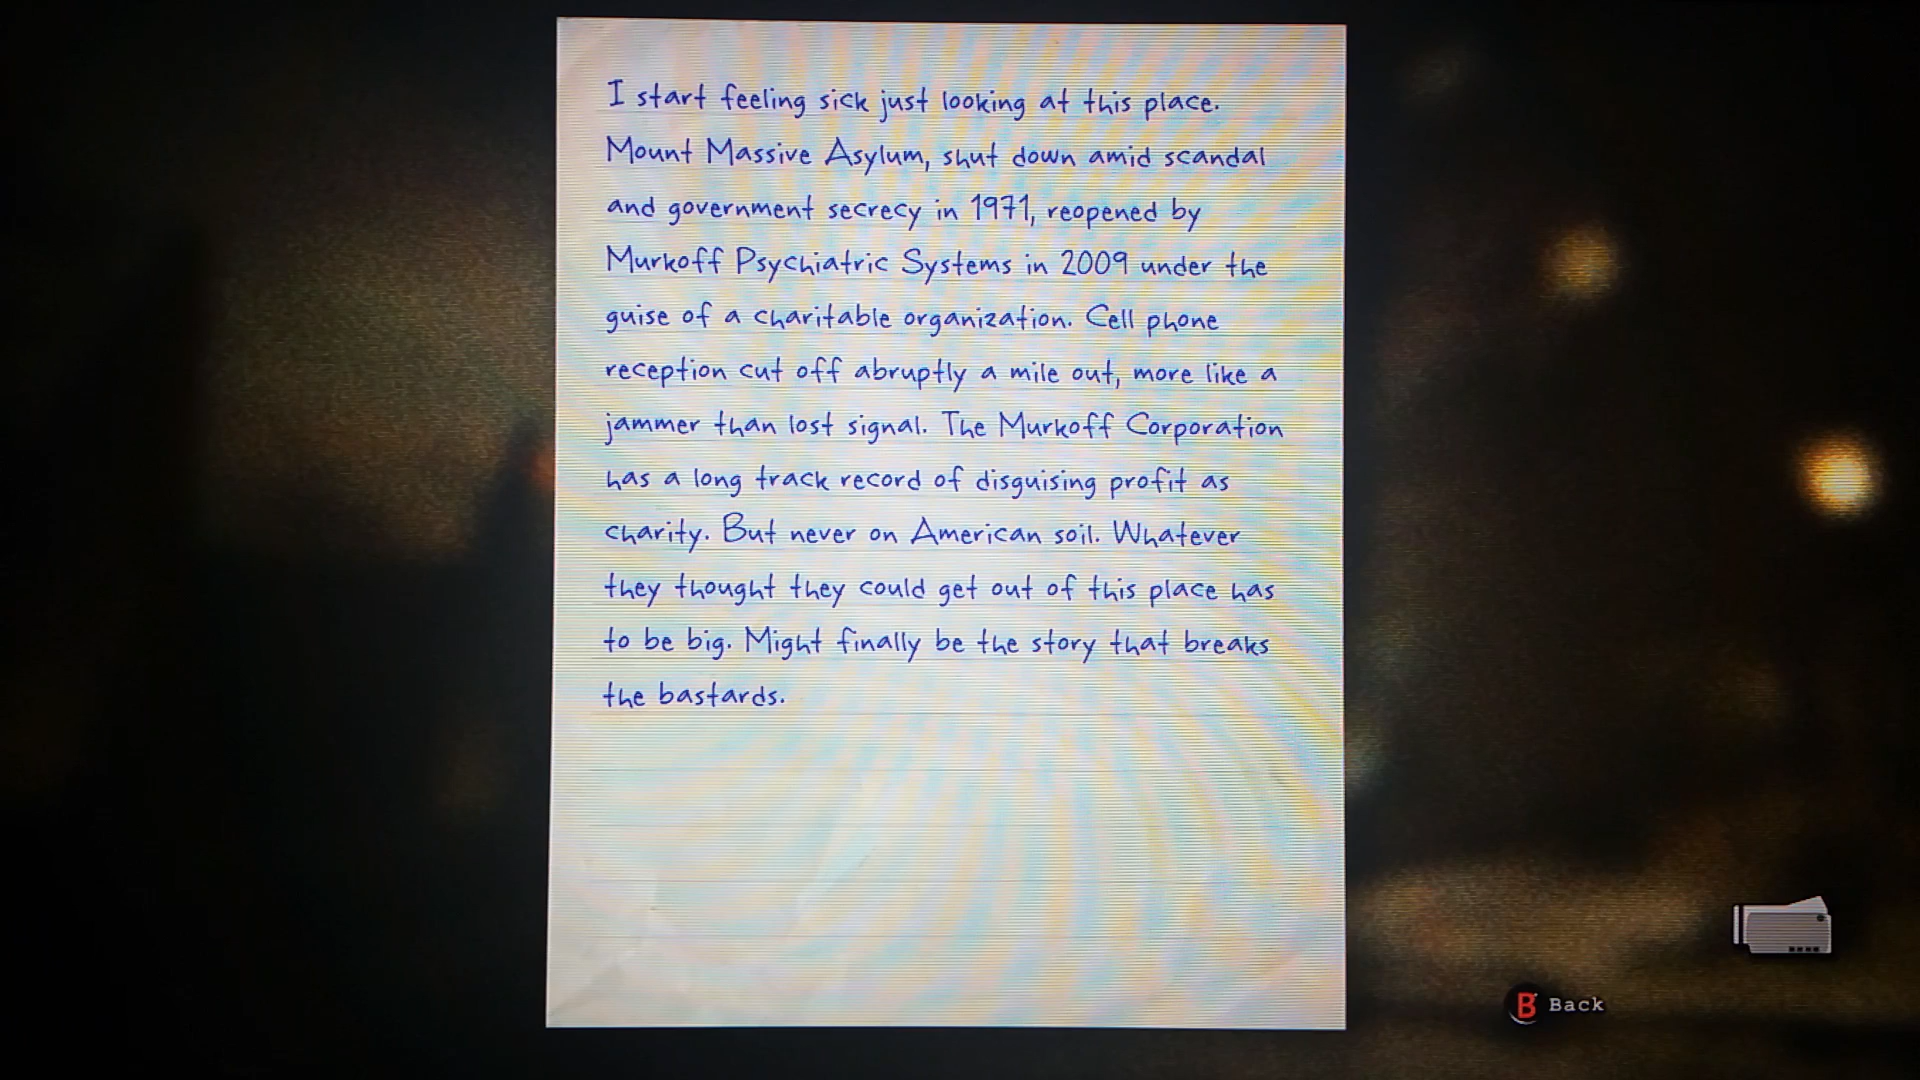 I start feeling sick just looking at this place.
Mount Massive Asylum, shut down amid scandal
and government secrecy in 1971, reopened by
Murkoff Psychiatric Systems in 2009 under the
guise of a charitable organization. Cell phone
reception cut off abruptly a mile out, more like a
jammer than lost signal. The Murkoff Corporation
has a long track record of disguising profit as
charity. But never on American soil. Whatever
they thought they could get out of this place has
to be big. Might finally be the story that breaks
the bastards.
B Back